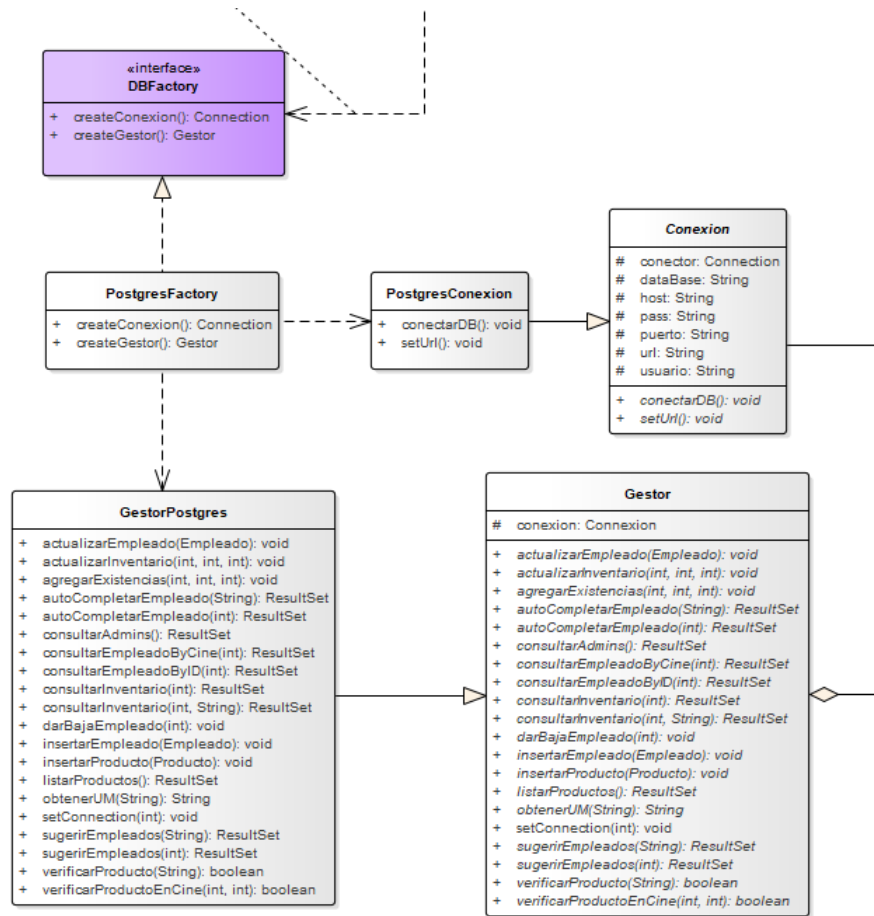 «interface»
DBFactory
+ createConexion(): Connection
+ createGestor(): Gestor
PostgresFactory
+ createConexion(): Connection
+ createGestor(): Gestor
PostgresConexion
+ conectarDB(): void
+ setUrl(): void
Conexion
# conector: Connection
# dataBase: String
# host: String
# pass: String
# puerto: String
# url: String
# usuario: String
+ conectarDB(): void
+ setUrl(): void
GestorPostgres
+ actualizarEmpleado(Empleado): void
+ actualizarInventario(int, int, int): void
+ agregarExistencias(int, int, int): void
+ autoCompletarEmpleado(String): ResultSet
+ autoCompletarEmpleado(int): ResultSet
+ consultarAdmins(): ResultSet
+ consultarEmpleadoByCine(int): ResultSet
+ consultarEmpleadoByID(int): ResultSet
+ consultarInventario(int): ResultSet
+ consultarInventario(int, String): ResultSet
+ darBajaEmpleado(int): void
+ insertarEmpleado(Empleado): void
+ insertarProducto(Producto): void
+ listarProductos(): ResultSet
+ obtenerUM(String): String
+ setConnection(int): void
+ sugerirEmpleados(String): ResultSet
+ sugerirEmpleados(int): ResultSet
+ verificarProducto(String): boolean
+ verificarProductoEnCine(int, int): boolean
Gestor
# conexion: Connexion
+ actualizarEmpleado(Empleado): void
+ actualizarInventario(int, int, int): void
+ agregarExistencias(int, int, int): void
+ autoCompletarEmpleado(String): ResultSet
+ autoCompletarEmpleado(int): ResultSet
+ consultarAdmins(): ResultSet
+ consultarEmpleadoByCine(int): ResultSet
+ consultarEmpleadoByID(int): ResultSet
+ consultarInventario(int): ResultSet
+ consultarInventario(int, String): ResultSet
+ darBajaEmpleado(int): void
+ insertarEmpleado(Empleado): void
+ insertarProducto(Producto): void
+ listarProductos(): ResultSet
+ obtenerUM(String): String
+ setConnection(int): void
+ sugerirEmpleados(String): ResultSet
+ sugerirEmpleados(int): ResultSet
+ verificarProducto(String): boolean
+ verificarProductoEnCine(int, int): boolean